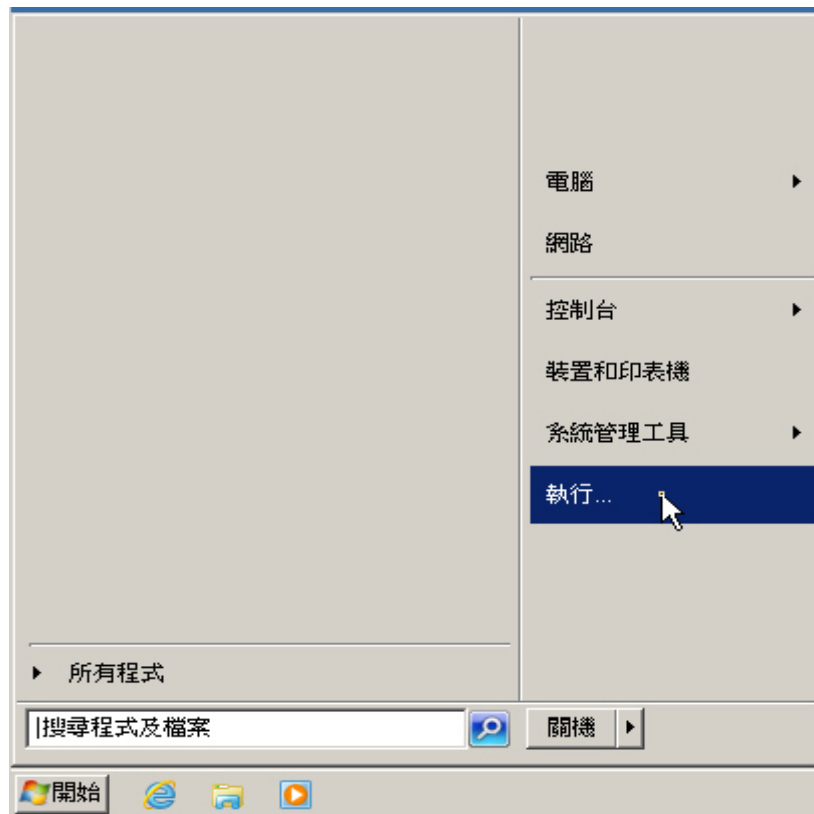 電腦
網路
控制台
裝置和印表機
系統管理工具
執行...
所有程式
搜尋程式及檔案
關機
開始